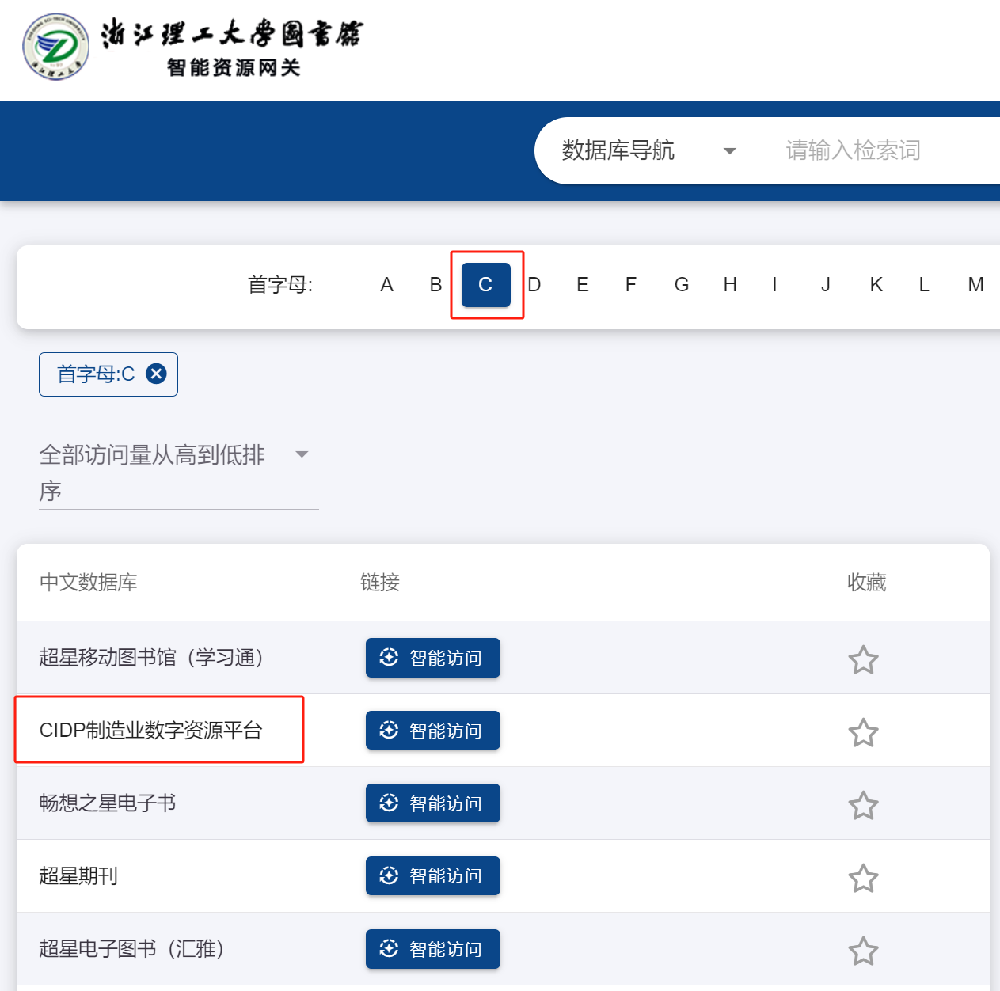 浙江理工大学圖書館
智能资源网关
数据库导航 请输入检索词
首字母: A B C D E F G H I J K L M
首字母:C
全部访问量从高到低排
序
中文数据库 链接 收藏
超星移动图书馆（学习通） 智能访问
CIDP制造业数字资源平台 智能访问
畅想之星电子书 智能访问
超星期刊 智能访问
超星电子图书（汇雅） 智能访问